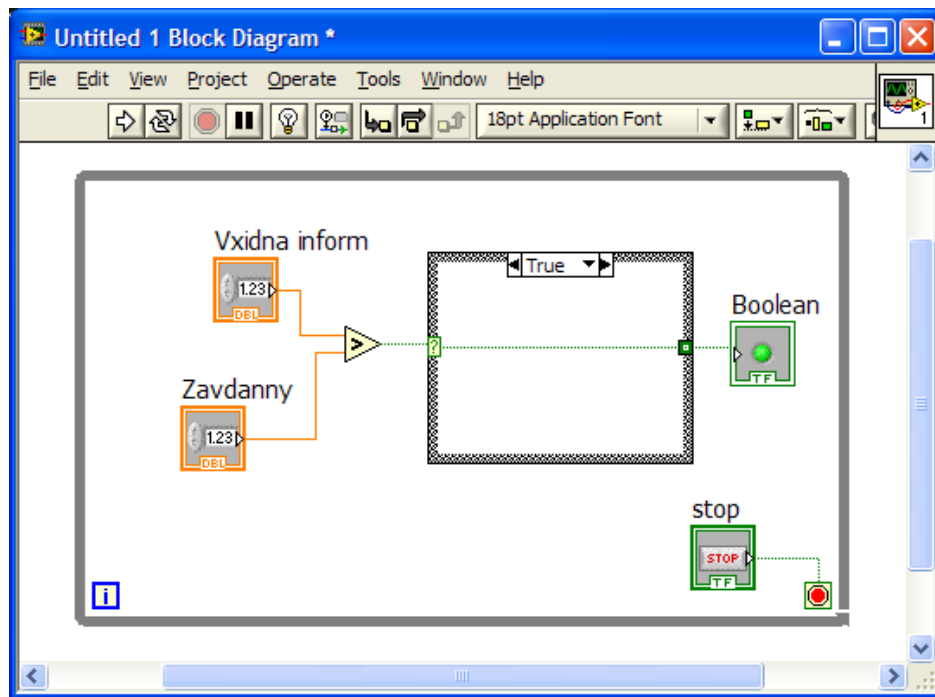 Untitled 1 Block Diagram *
File Edit View Project Operate Tools Window Help
18pt Application Font
1
Vxidna inform
1.23
DBL
True
?
>
Boolean
TF
Zavdanny
1.23
DBL
stop
STOP
TF
i